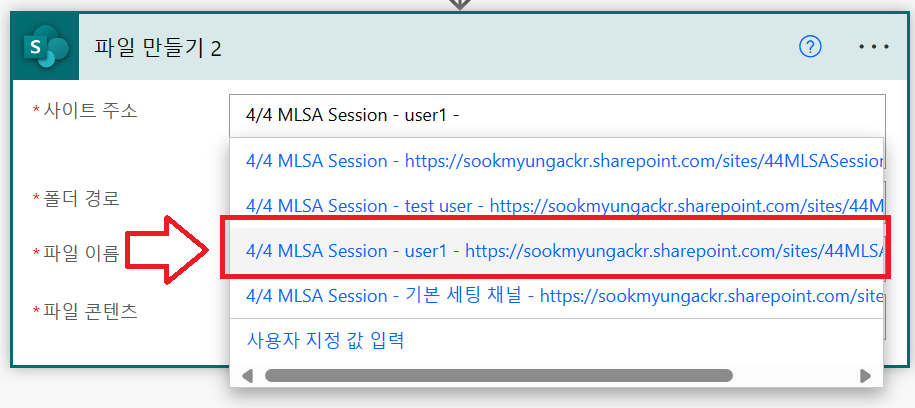 S
파일 만들기 2
?
* 사이트 주소
4/4 MLSA Session - user1 -
4/4 MLSA Session - https://sookmyungackr.sharepoint.com/sites/44MLSASession
* 폴더 경로
4/4 MLSA Session - test user - https://sookmyungackr.sharepoint.com/sites/44M
* 파일 이름
4/4 MLSA Session - user1 - https://sookmyungackr.sharepoint.com/sites/44MLSA
4/4 MLSA Session - 기본 세팅 채널 - https://sookmyungackr.sharepoint.com/site
* 파일 콘텐츠
사용자 지정 값 입력